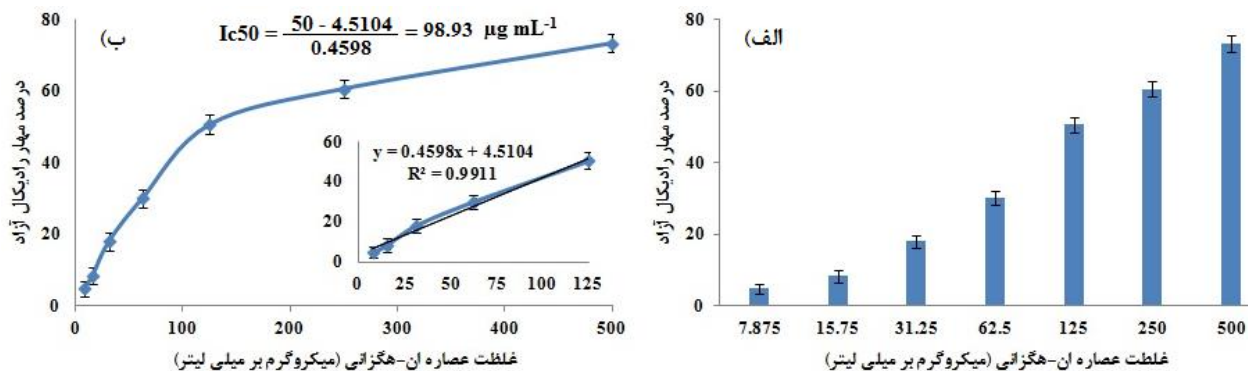 ب)
Ic50 = 50 - 4.5104 / 0.4598 = 98.93 µg mL⁻¹
درصد مهار رادیکال آزاد
80
60
40
20
0
0 100 200 300 400 500
غلظت عصاره ان-هگزانی (میکروگرم بر میلی لیتر)
y = 0.4598x + 4.5104
R² = 0.9911
60
40
20
0
0 25 50 75 100 125
الف)
درصد مهار رادیکال آزاد
80
60
40
20
0
7.875 15.75 31.25 62.5 125 250 500
غلظت عصاره ان-هگزانی (میکروگرم بر میلی لیتر)